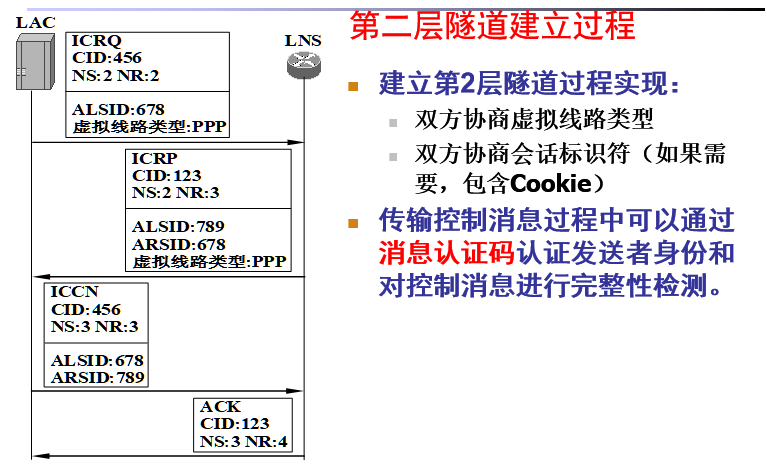 LAC
LNS
ICRQ
CID:456
NS:2 NR:2
ALSID:678
虚拟线路类型:PPP
ICRP
CID:123
NS:2 NR:3
ALSID:789
ARSID:678
虚拟线路类型:PPP
ICCN
CID:456
NS:3 NR:3
ALSID:678
ARSID:789
ACK
CID:123
NS:3 NR:4
第二层隧道建立过程
建立第2层隧道过程实现：
双方协商虚拟线路类型
双方协商会话标识符（如果需
要，包含Cookie）
传输控制消息过程中可以通过
消息认证码认证发送者身份和
对控制消息进行完整性检测。